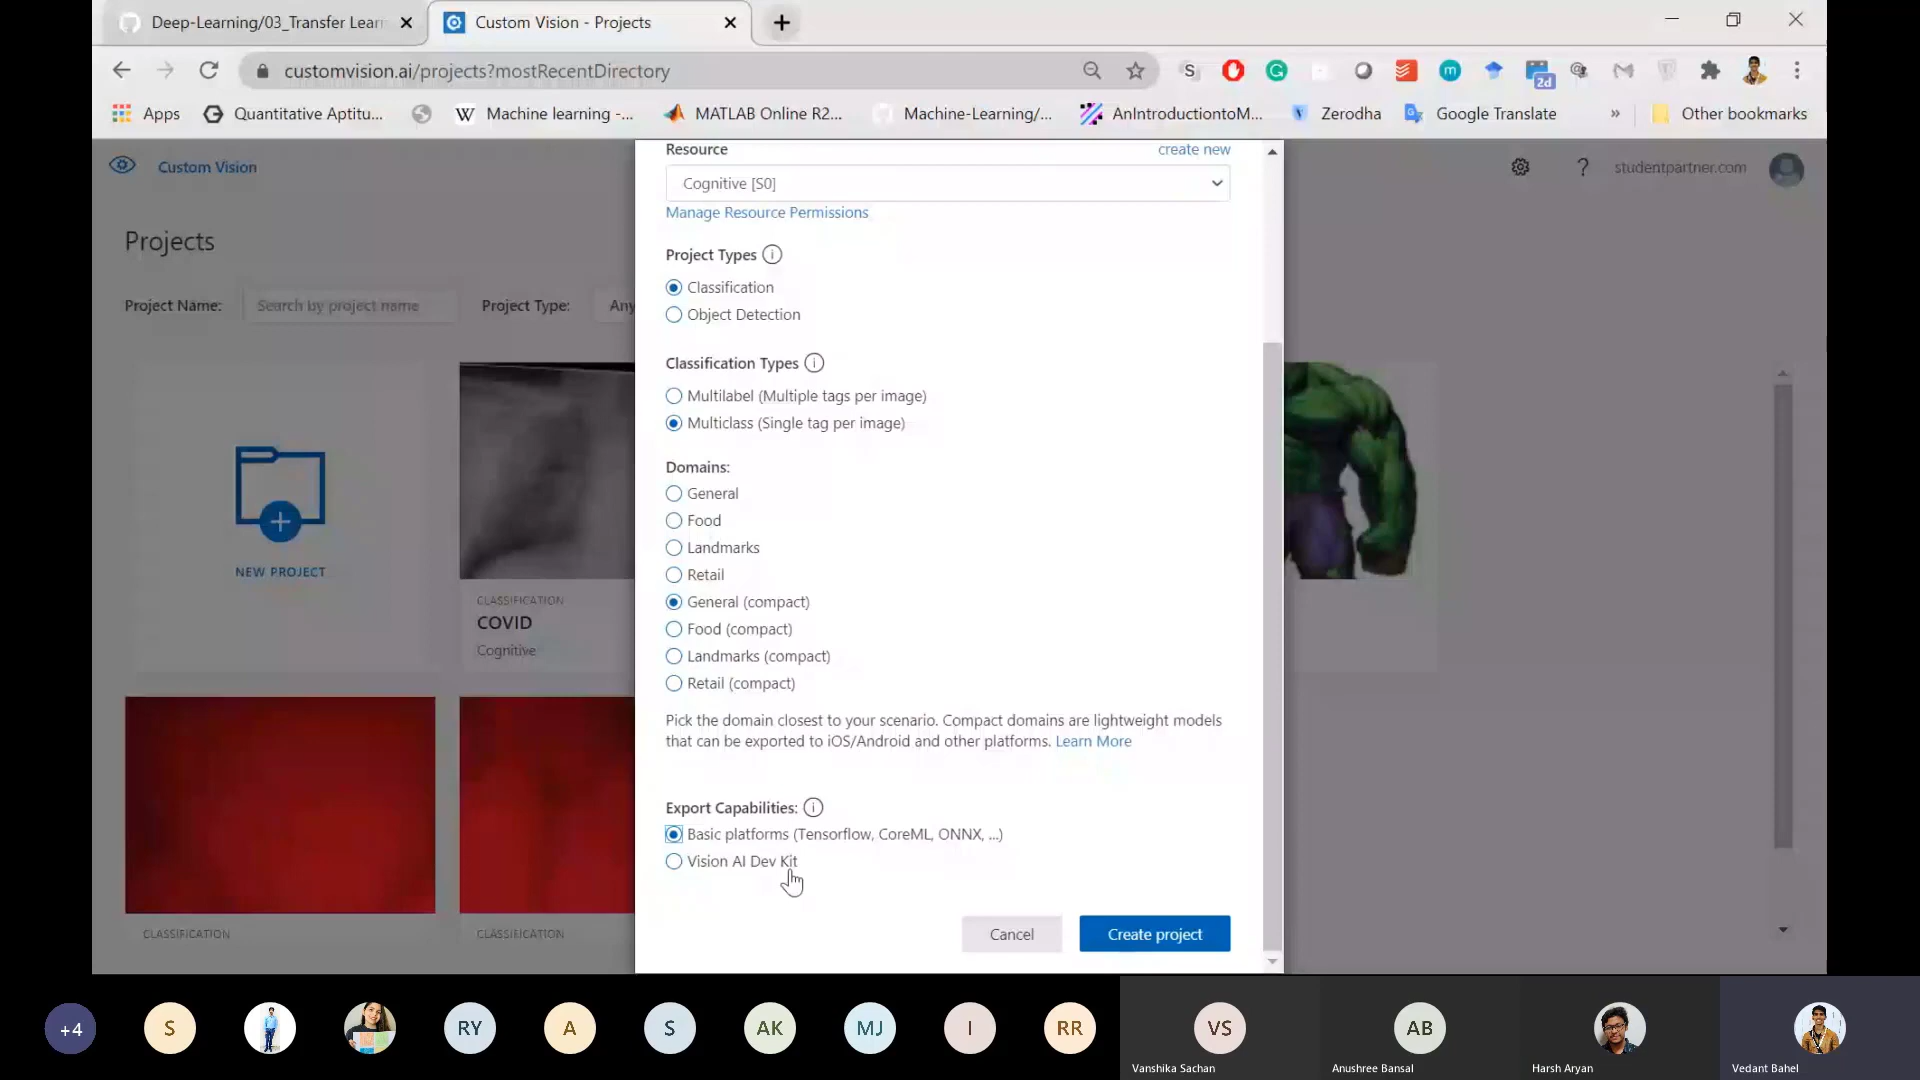 Deep-Learning/03_Transfer Lear
Custom Vision - Projects
customvision.ai/projects?mostRecentDirectory
2d
Apps
Quantitative Aptitu...
Machine learning -...
MATLAB Online R2...
Machine-Learning/...
AnIntroductiontoM...
Zerodha
Google Translate
»
Other bookmarks
Custom Vision
studentpartner.com
Projects
Project Name:
Search by project name
Project Type:
Any
NEW PROJECT
CLASSIFICATION
COVID
Cognitive
CLASSIFICATION
CLASSIFICATION
Resource
create new
Cognitive [S0]
Manage Resource Permissions
Project Types
Classification
Object Detection
Classification Types
Multilabel (Multiple tags per image)
Multiclass (Single tag per image)
Domains:
General
Food
Landmarks
Retail
General (compact)
Food (compact)
Landmarks (compact)
Retail (compact)
Pick the domain closest to your scenario. Compact domains are lightweight models
that can be exported to iOS/Android and other platforms. Learn More
Export Capabilities:
Basic platforms (Tensorflow, CoreML, ONNX, ...)
Vision AI Dev Kit
Cancel
Create project
+4
S
RY
A
S
AK
MJ
I
RR
VS
AB
Vanshika Sachan
Anushree Bansal
Harsh Aryan
Vedant Bahel